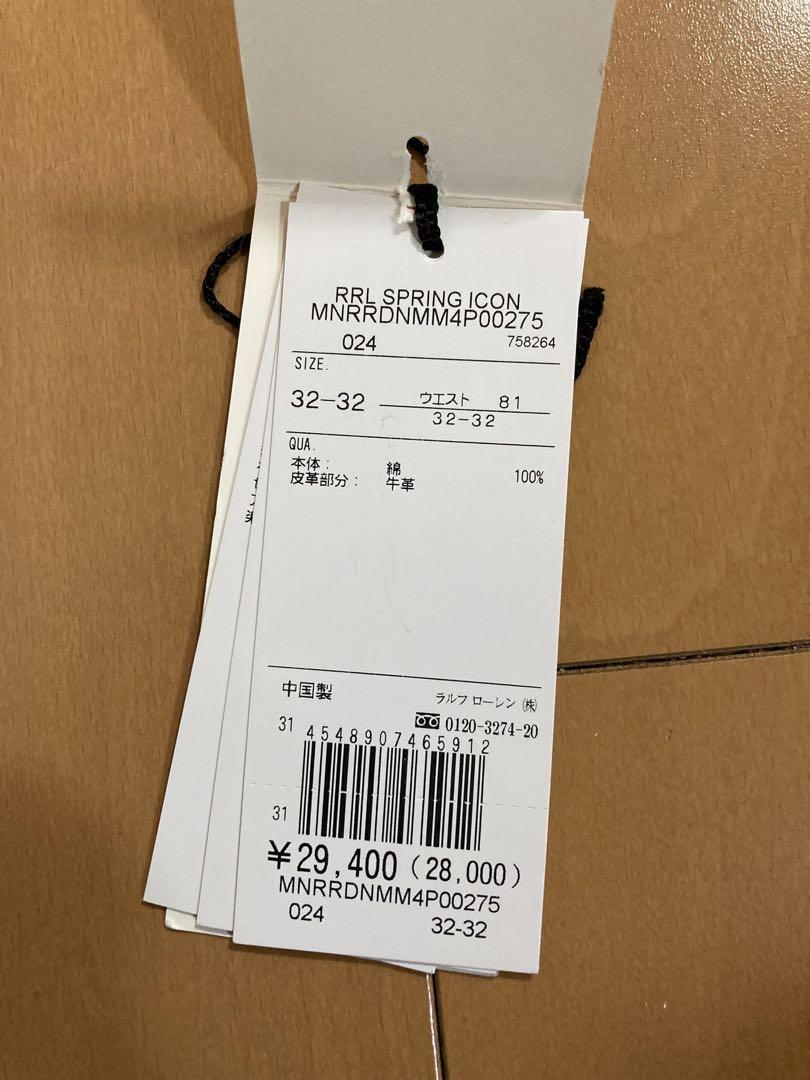 RRL SPRING ICON
MNRRDNMM4P00275
024 758264
SIZE.
32-32 ウエスト 81
32-32
QUA.
本体: 綿 100%
皮革部分: 牛革
中国製 ラルフ ローレン(株)
0120-3274-20
31 4548907465912
31
¥29,400(28,000)
MNRRDNMM4P00275
024 32-32